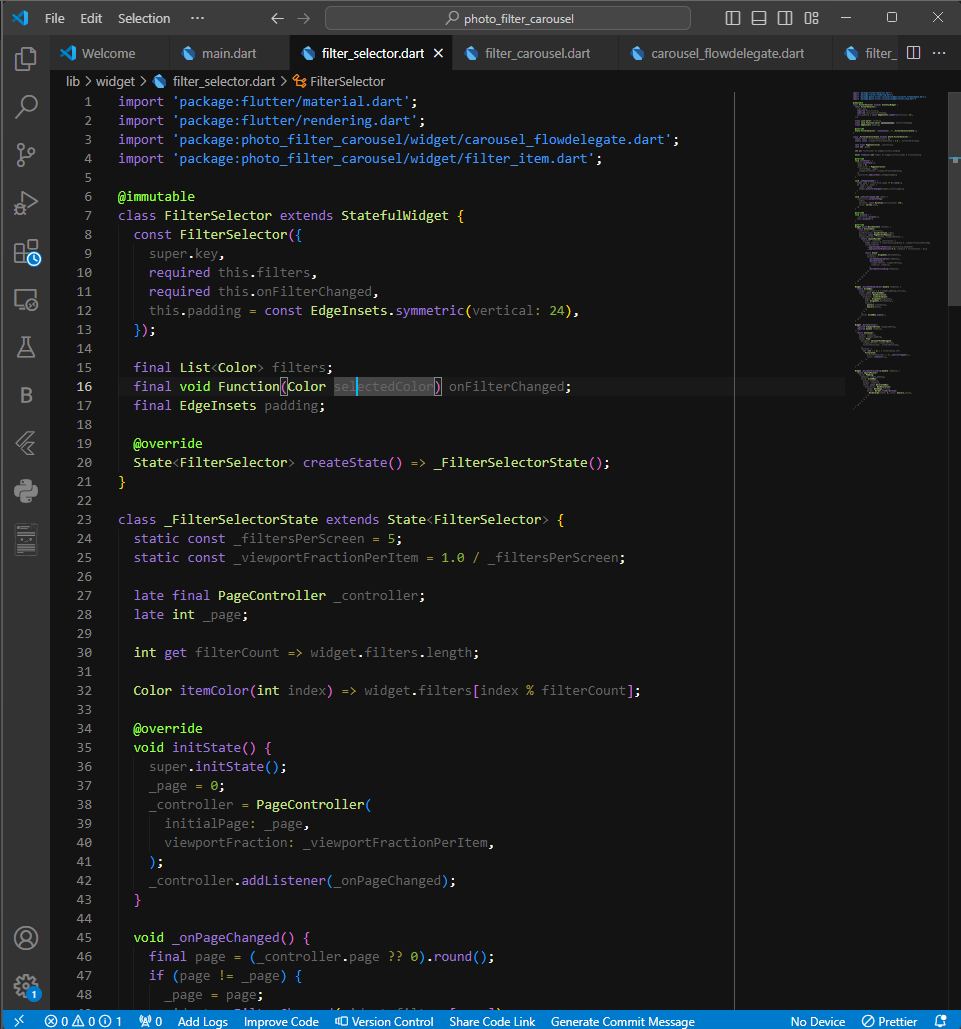 File Edit Selection ··· photo_filter_carousel
Welcome main.dart filter_selector.dart filter_carousel.dart carousel_flowdelegate.dart filter_
lib > widget > filter_selector.dart > FilterSelector
1 import 'package:flutter/material.dart';
2 import 'package:flutter/rendering.dart';
3 import 'package:photo_filter_carousel/widget/carousel_flowdelegate.dart';
4 import 'package:photo_filter_carousel/widget/filter_item.dart';
5
6 @immutable
7 class FilterSelector extends StatefulWidget {
8 const FilterSelector({
9 super.key,
10 required this.filters,
11 required this.onFilterChanged,
12 this.padding = const EdgeInsets.symmetric(vertical: 24),
13 });
14
15 final List<Color> filters;
16 final void Function(Color selectedColor) onFilterChanged;
17 final EdgeInsets padding;
18
19 @override
20 State<FilterSelector> createState() => _FilterSelectorState();
21 }
22
23 class _FilterSelectorState extends State<FilterSelector> {
24 static const _filtersPerScreen = 5;
25 static const _viewportFractionPerItem = 1.0 / _filtersPerScreen;
26
27 late final PageController _controller;
28 late int _page;
29
30 int get filterCount => widget.filters.length;
31
32 Color itemColor(int index) => widget.filters[index % filterCount];
33
34 @override
35 void initState() {
36 super.initState();
37 _page = 0;
38 _controller = PageController(
39 initialPage: _page,
40 viewportFraction: _viewportFractionPerItem,
41 );
42 _controller.addListener(_onPageChanged);
43 }
44
45 void _onPageChanged() {
46 final page = (_controller.page ?? 0).round();
47 if (page != _page) {
48 _page = page;
0 0 1 0 Add Logs Improve Code Version Control Share Code Link Generate Commit Message No Device Prettier